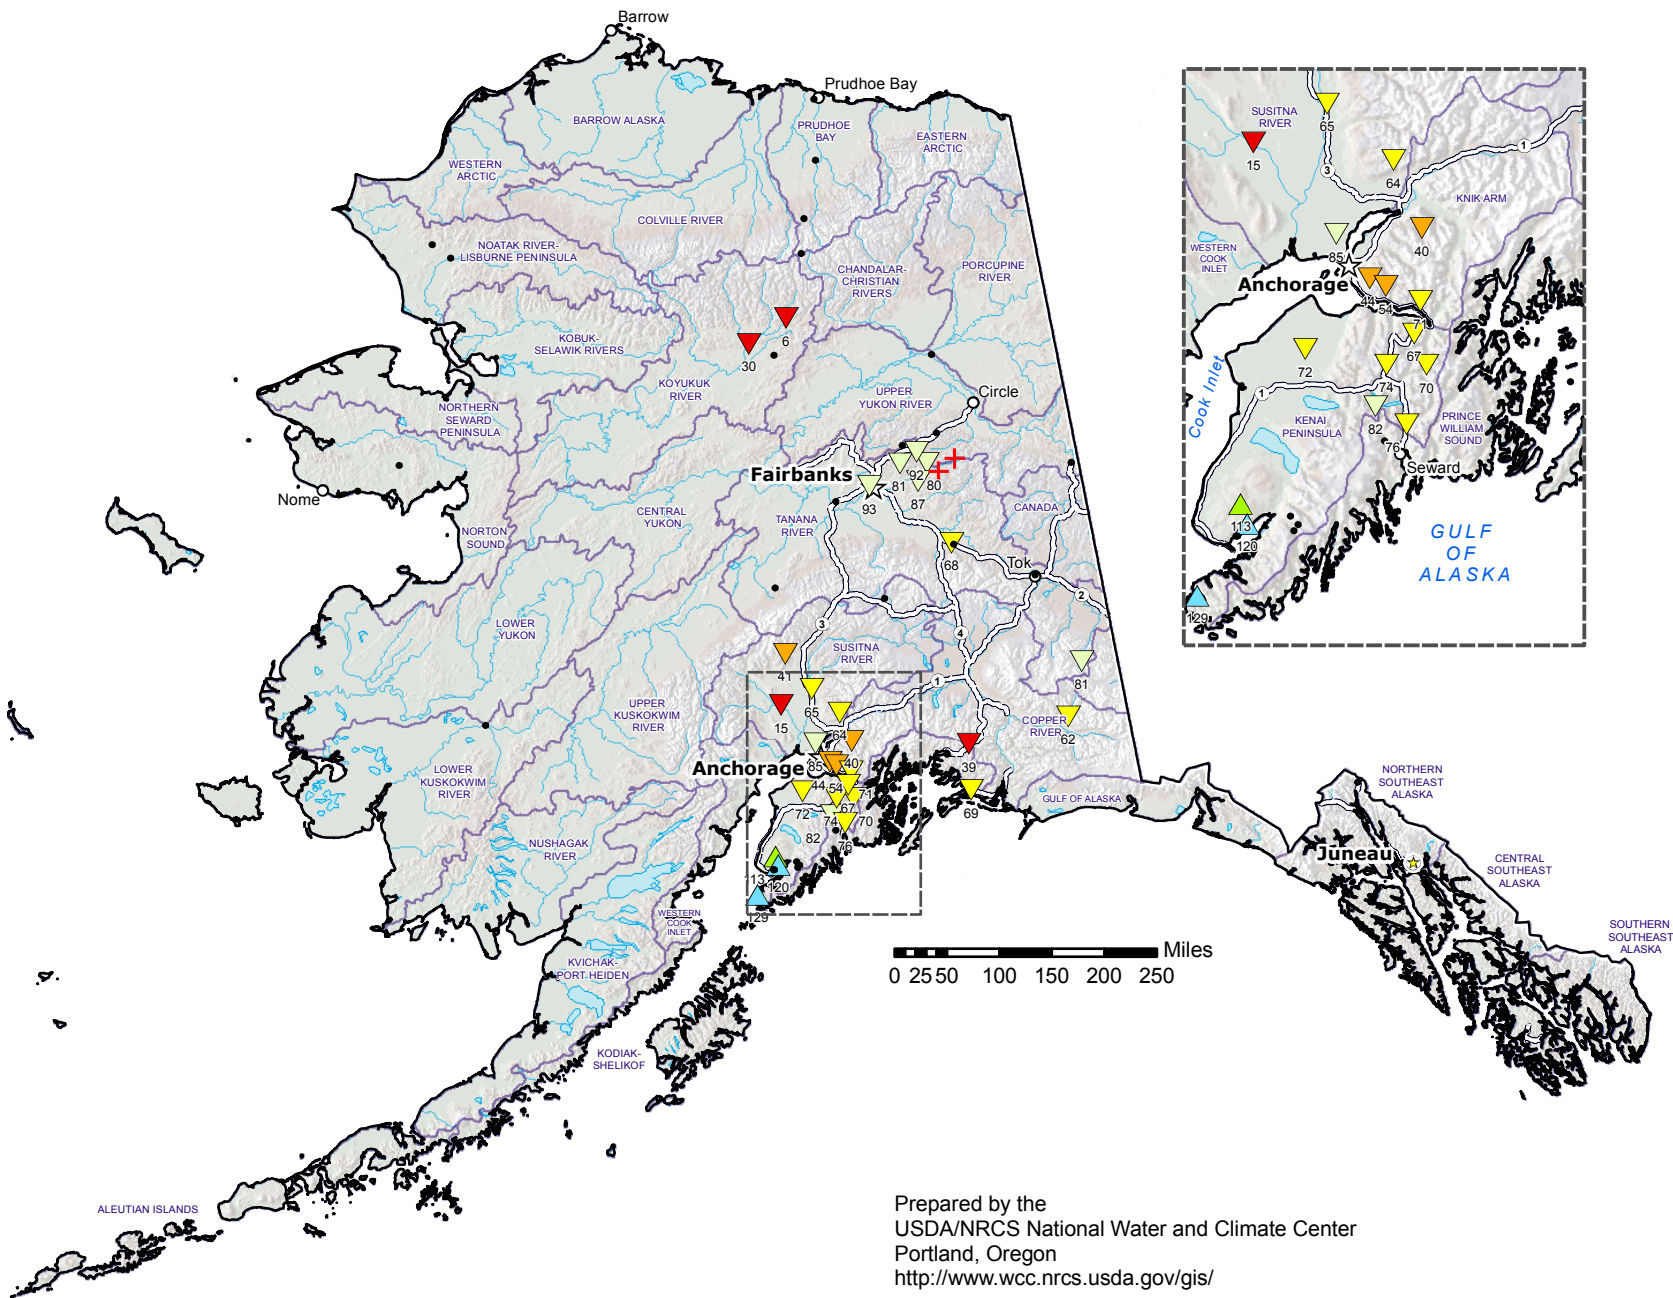 Barrow
Prudhoe Bay
BARROW ALASKA
PRUDHOE
BAY
EASTERN
ARCTIC
WESTERN
ARCTIC
COLVILLE RIVER
NOATAK RIVER-
LISBURNE PENINSULA
CHANDALAR-
CHRISTIAN
RIVERS
PORCUPINE
RIVER
6
30
KOBUK-
SELAWIK RIVERS
KOYUKUK
RIVER
UPPER
YUKON RIVER
Circle
NORTHERN
SEWARD
PENINSULA
Fairbanks
81
92
80
87
93
Nome
CENTRAL
YUKON
TANANA
RIVER
CANADA
NORTON
SOUND
68
Tok
2
LOWER
YUKON
3
4
SUSITNA
RIVER
41
81
1
15
65
64
UPPER
KUSKOKWIM
RIVER
COPPER
RIVER
62
39
85
40
Anchorage
44
54
71
67
72
74
70
69
82
76
GULF OF ALASKA
LOWER
KUSKOKWIM
RIVER
NUSHAGAK
RIVER
113
120
129
WESTERN
COOK
INLET
KVICHAK-
PORT HEIDEN
KODIAK-
SHELIKOF
ALEUTIAN ISLANDS
NORTHERN
SOUTHEAST
ALASKA
Juneau
CENTRAL
SOUTHEAST
ALASKA
SOUTHERN
SOUTHEAST
ALASKA
Miles
0 25 50 100 150 200 250
SUSITNA
RIVER
65
15
3
64
1
KNIK ARM
40
WESTERN
COOK
INLET
85
Anchorage
44
54
71
67
72
74
70
Cook Inlet
1
KENAI
PENINSULA
82
76
PRINCE
WILLIAM
SOUND
Seward
113
120
129
GULF
OF
ALASKA
Prepared by the
USDA/NRCS National Water and Climate Center
Portland, Oregon
http://www.wcc.nrcs.usda.gov/gis/